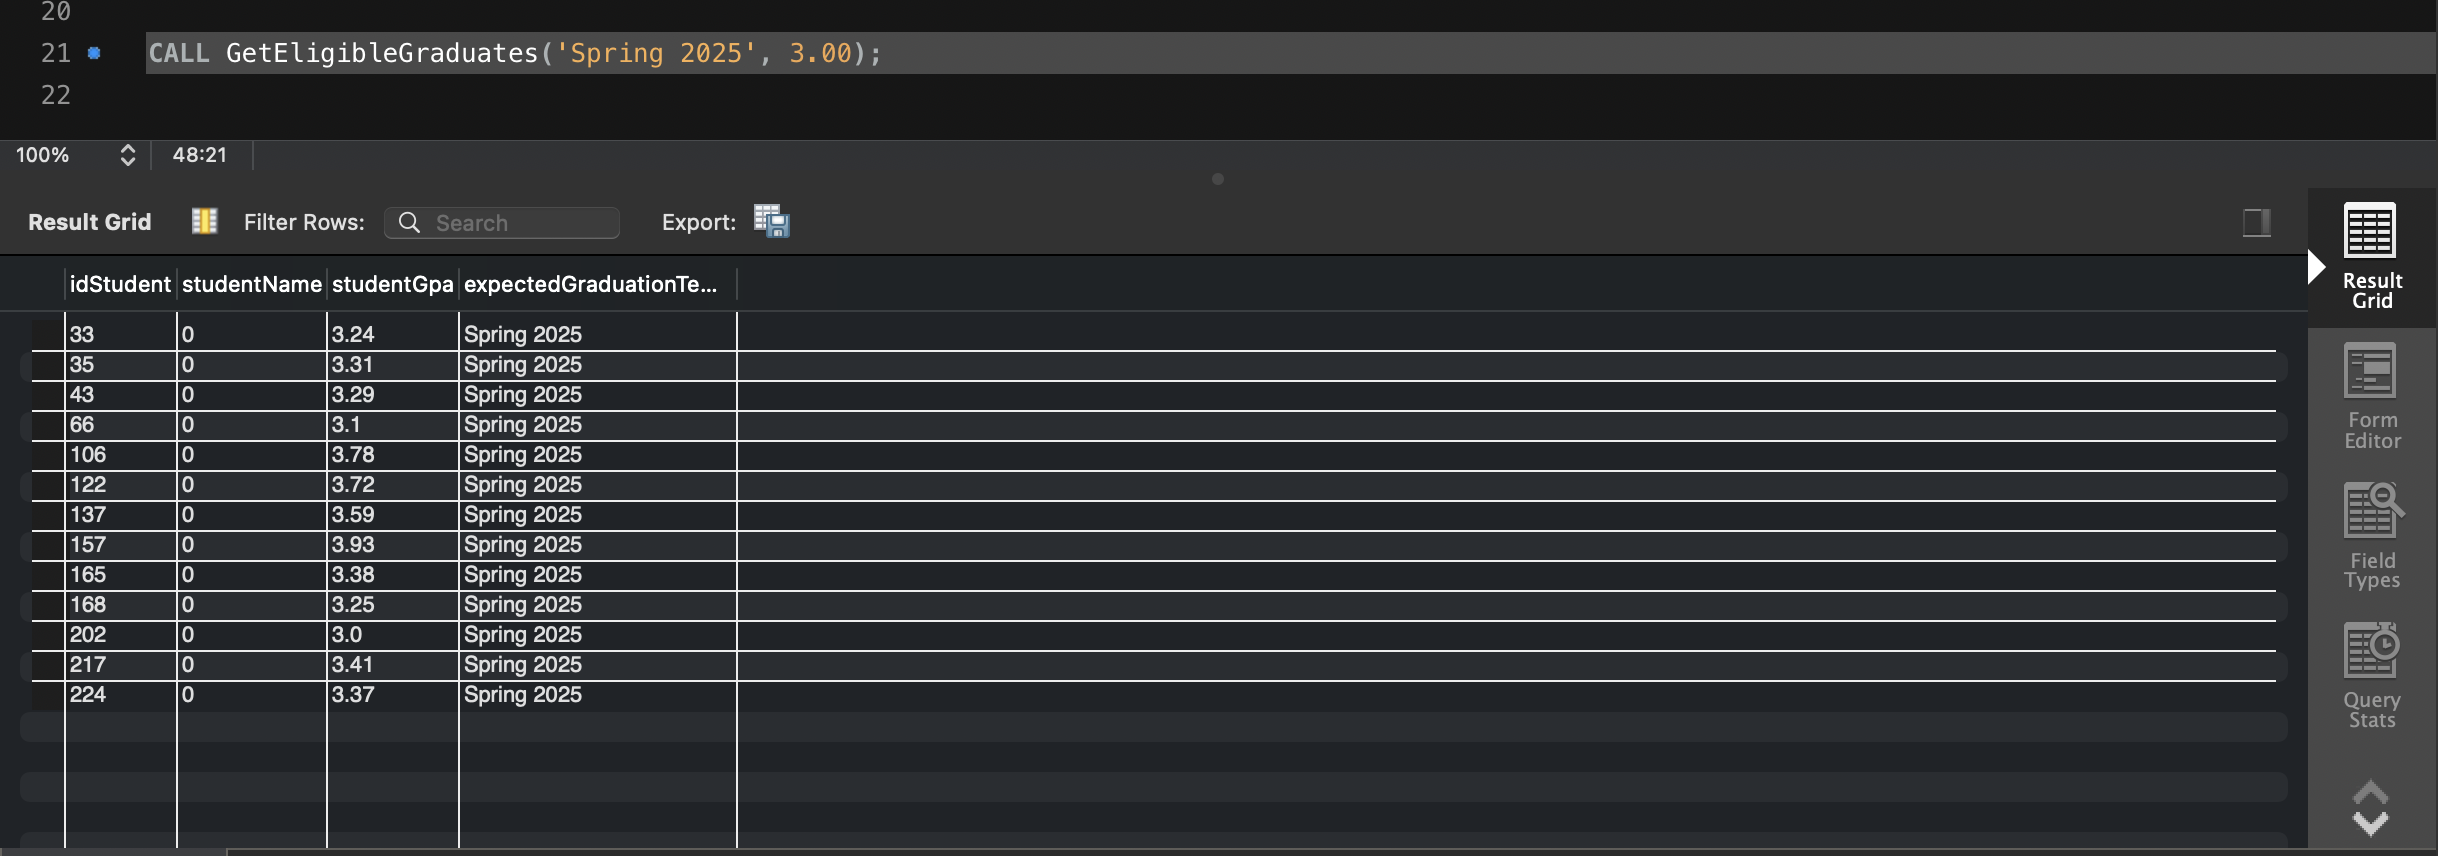 20
21 CALL GetEligibleGraduates('Spring 2025', 3.00);
22
100% 48:21
Result Grid Filter Rows: Search Export:
idStudent studentName studentGpa expectedGraduationTe...
33 0 3.24 Spring 2025
35 0 3.31 Spring 2025
43 0 3.29 Spring 2025
66 0 3.1 Spring 2025
106 0 3.78 Spring 2025
122 0 3.72 Spring 2025
137 0 3.59 Spring 2025
157 0 3.93 Spring 2025
165 0 3.38 Spring 2025
168 0 3.25 Spring 2025
202 0 3.0 Spring 2025
217 0 3.41 Spring 2025
224 0 3.37 Spring 2025
Result
Grid
Form
Editor
Field
Types
Query
Stats